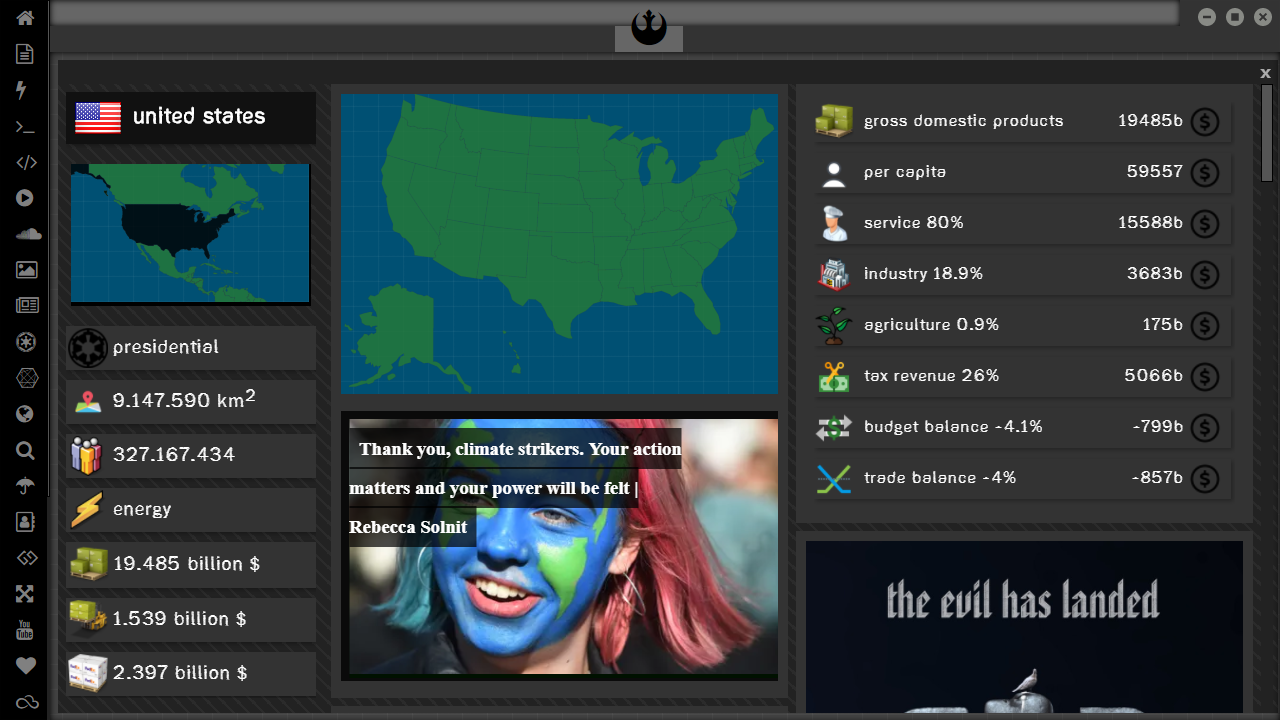 x
united states
presidential
9.147.590 km²
327.167.434
energy
19.485 billion $
1.539 billion $
2.397 billion $
Thank you, climate strikers. Your action
matters and your power will be felt |
Rebecca Solnit
gross domestic products 19485b
per capita 59557
service 80% 15588b
industry 18.9% 3683b
agriculture 0.9% 175b
tax revenue 26% 5066b
budget balance -4.1% -799b
trade balance -4% -857b
the evil has landed
You
Tube